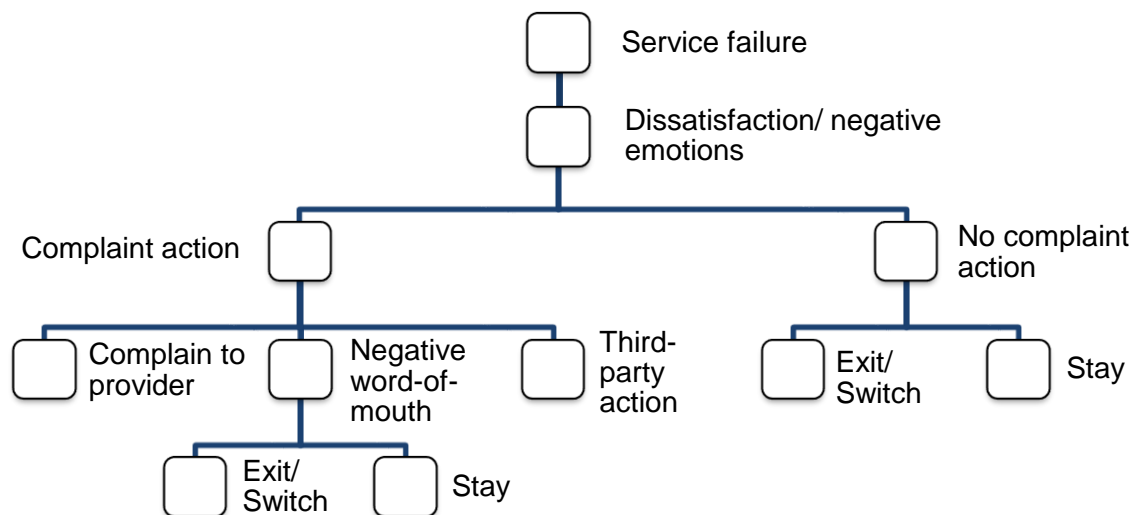 Service failure
Dissatisfaction/ negative
emotions
Complaint action
No complaint
action
Complain to
provider
Negative
word-of-
mouth
Third-
party
action
Exit/
Switch
Stay
Exit/
Switch
Stay